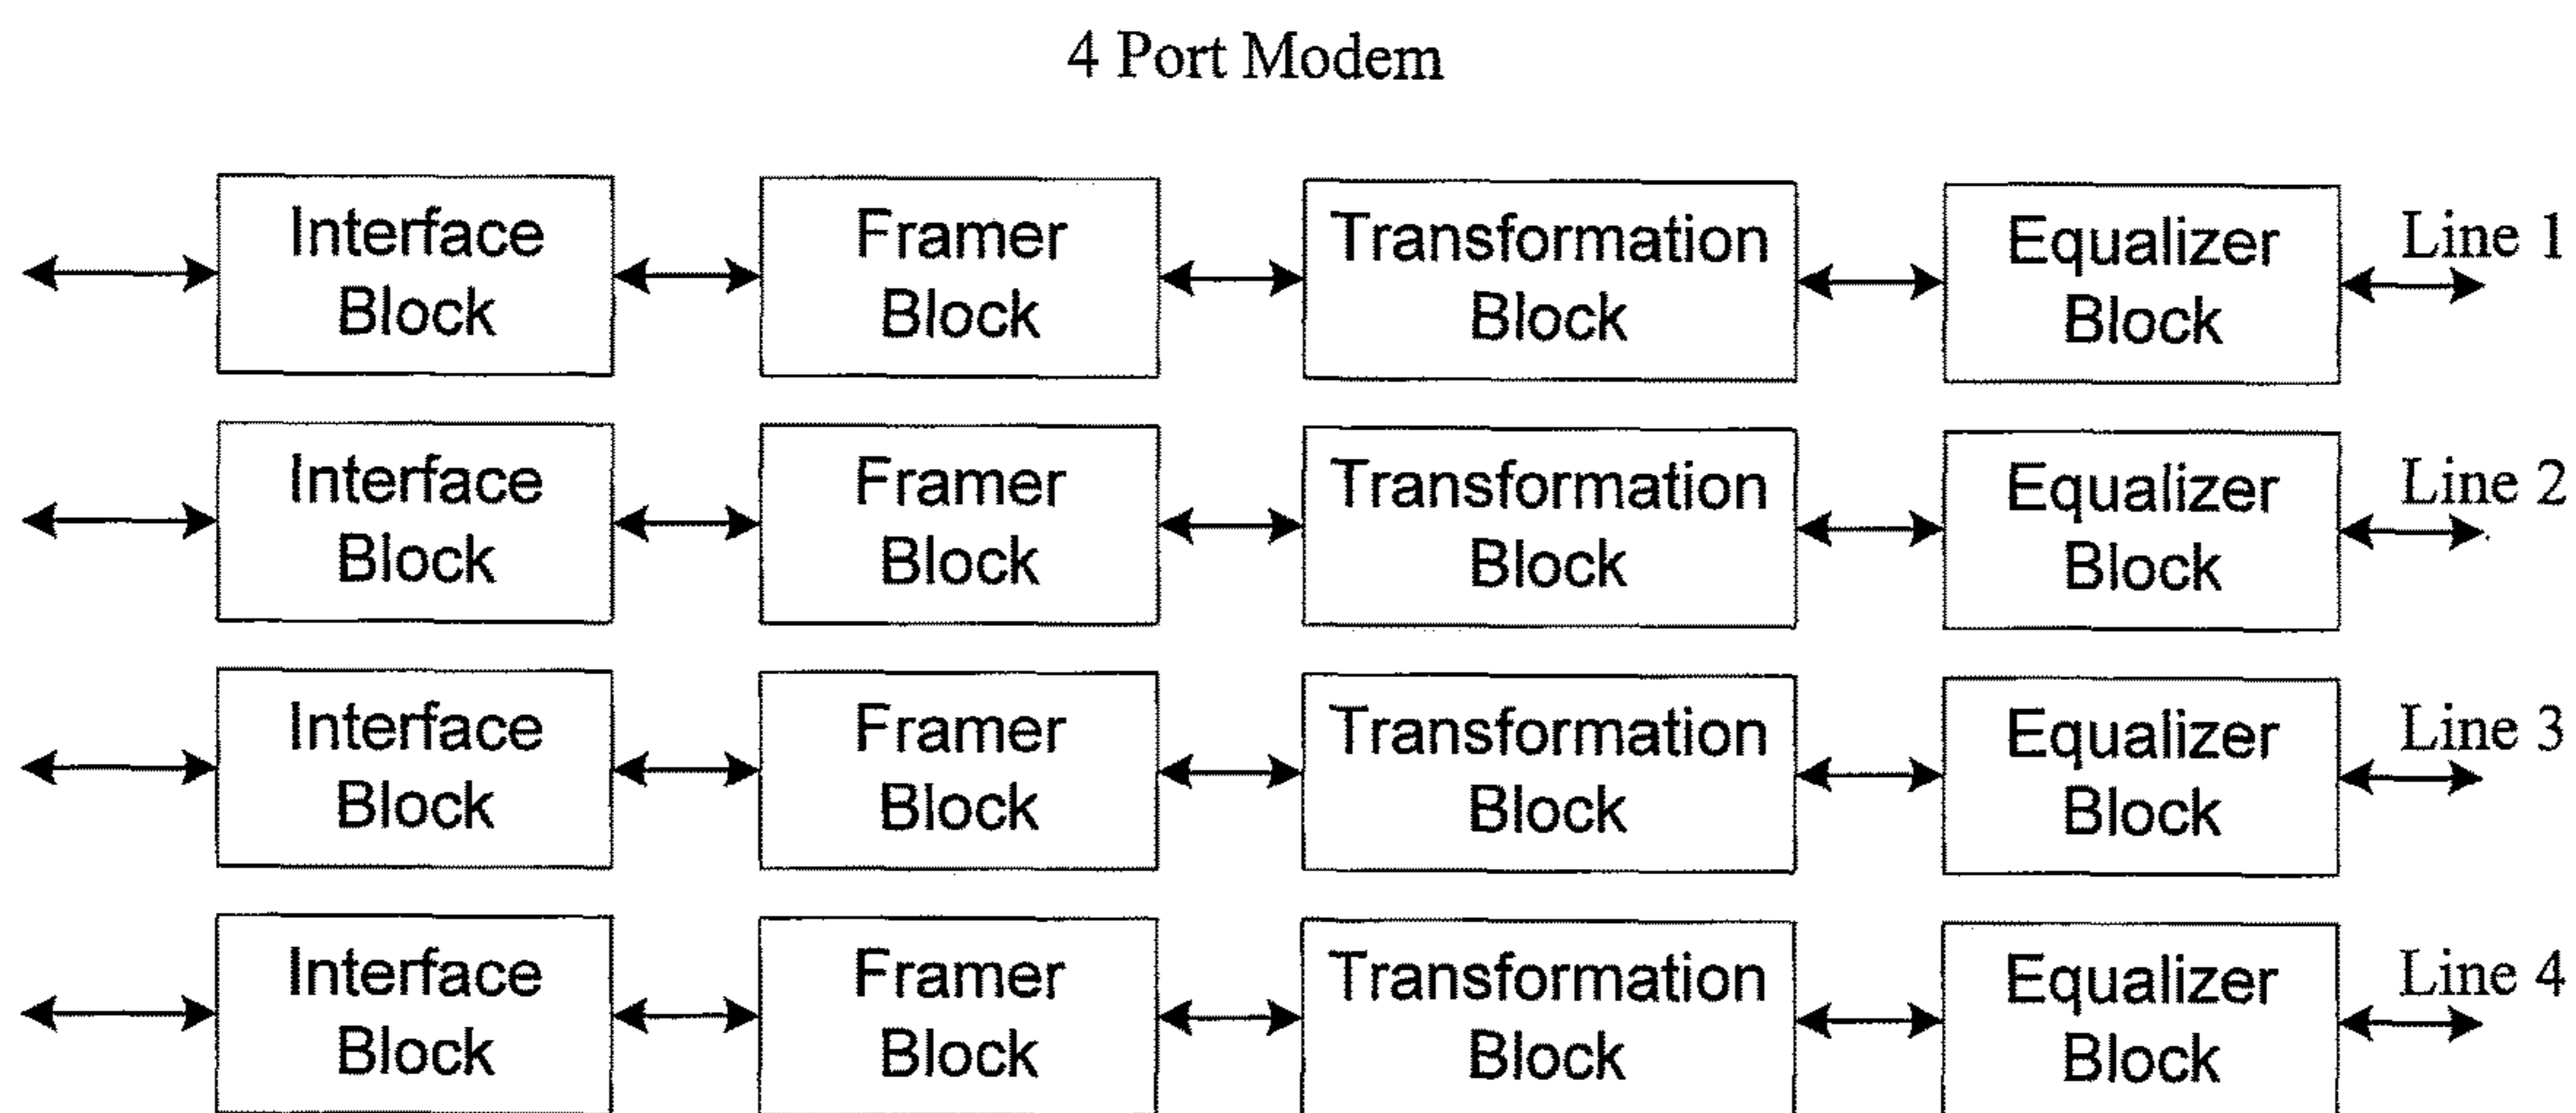 4 Port Modem
Interface Block
Framer Block
Transformation Block
Equalizer Block
Line 1
Interface Block
Framer Block
Transformation Block
Equalizer Block
Line 2
Interface Block
Framer Block
Transformation Block
Equalizer Block
Line 3
Interface Block
Framer Block
Transformation Block
Equalizer Block
Line 4